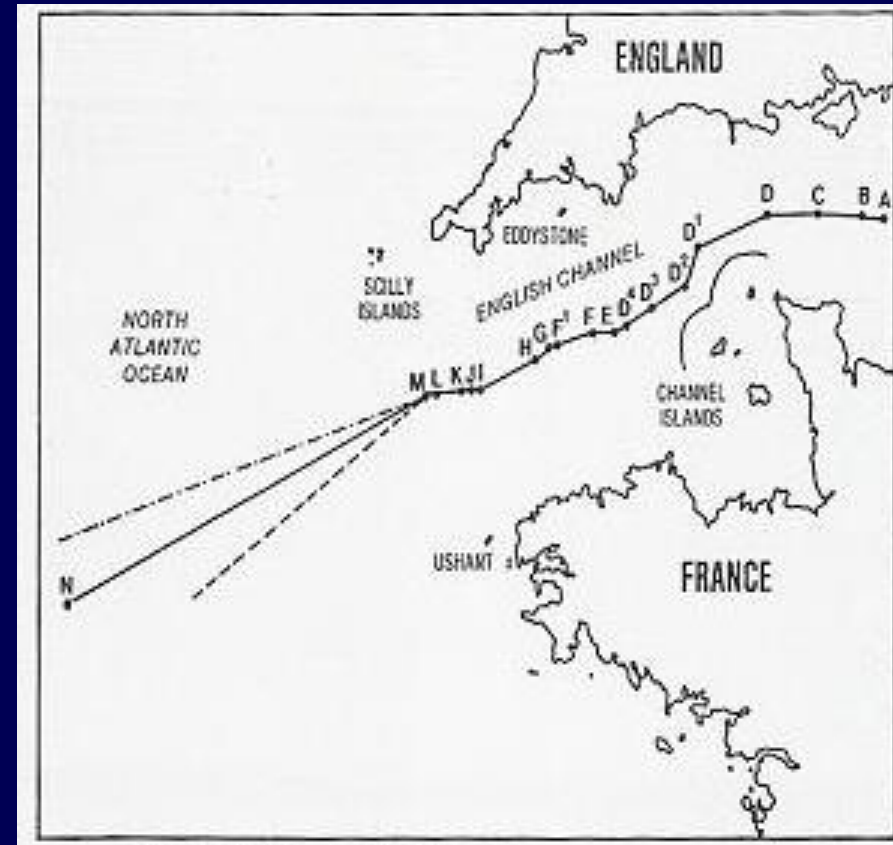 ENGLAND
D C B A
EDDYSTONE
D1
ENGLISH CHANNEL
SCILLY
ISLANDS
D2
D3
D4
F E
F1
G
H
NORTH
ATLANTIC
OCEAN
M L K J I
CHANNEL
ISLANDS
USHANT
FRANCE
N